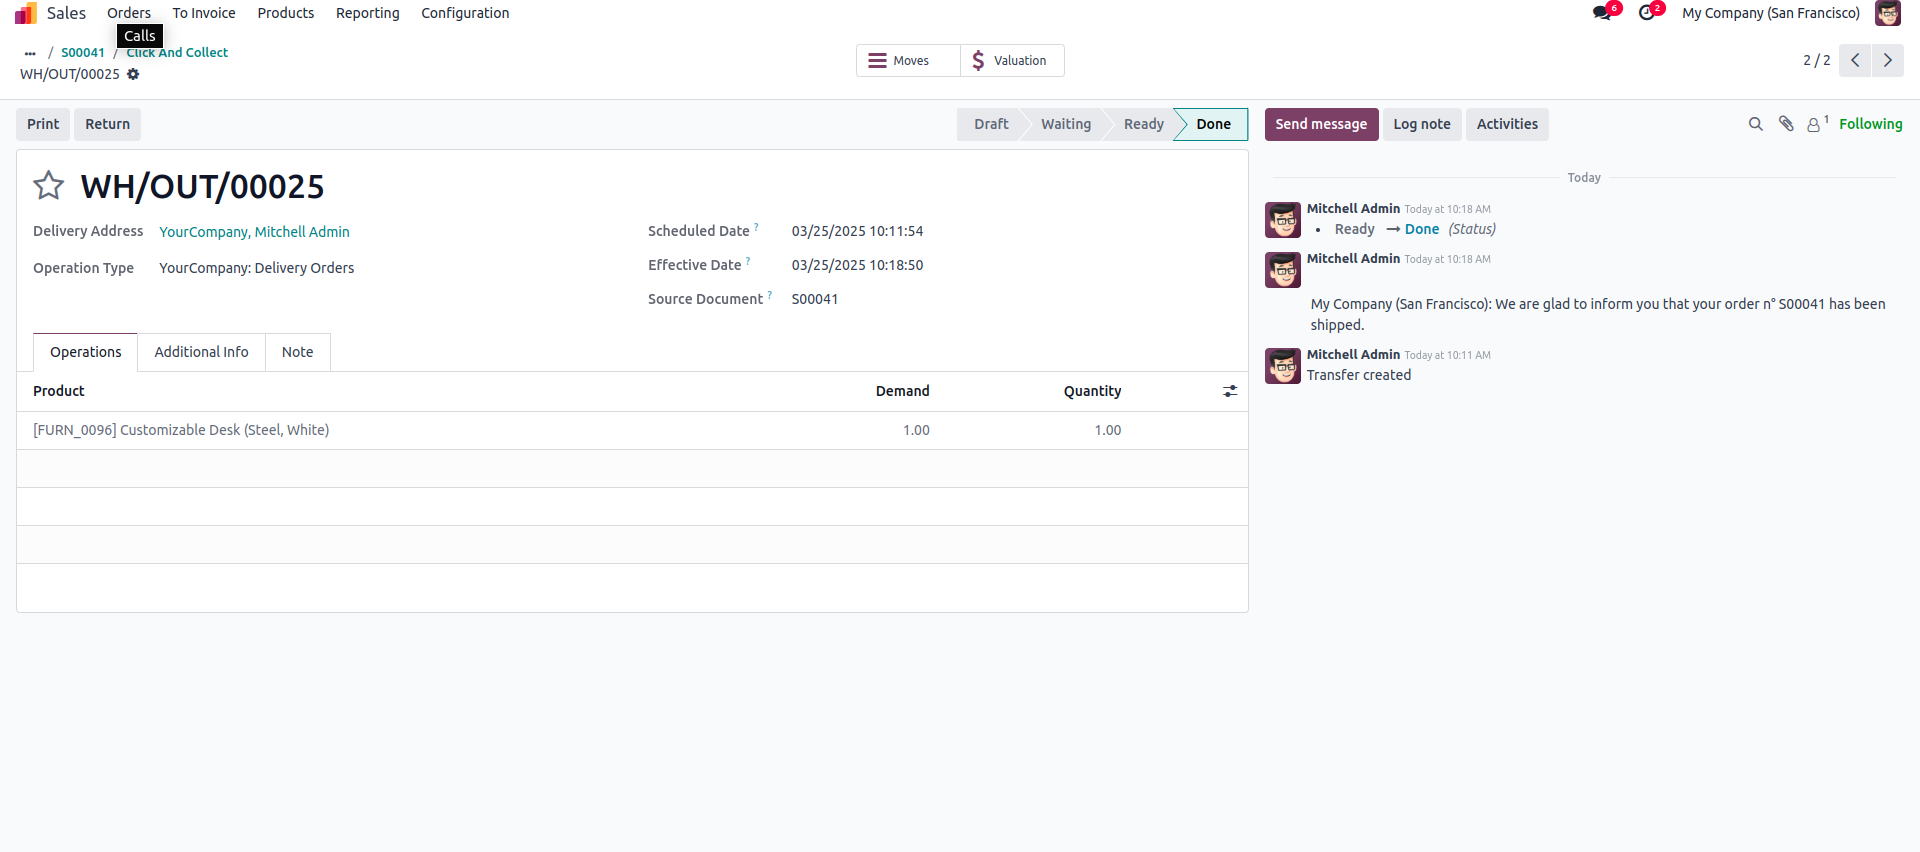 Sales Orders To Invoice Products Reporting Configuration 6 2 My Company (San Francisco)
Calls
... / S00041 / Click And Collect
WH/OUT/00025
Moves Valuation
2 / 2
Print Return
Draft Waiting Ready Done
Send message Log note Activities
1 Following
WH/OUT/00025
Delivery Address YourCompany, Mitchell Admin
Operation Type YourCompany: Delivery Orders
Scheduled Date ? 03/25/2025 10:11:54
Effective Date ? 03/25/2025 10:18:50
Source Document ? S00041
Operations Additional Info Note
Product Demand Quantity
[FURN_0096] Customizable Desk (Steel, White) 1.00 1.00
Today
Mitchell Admin Today at 10:18 AM
• Ready → Done (Status)
Mitchell Admin Today at 10:18 AM
My Company (San Francisco): We are glad to inform you that your order n° S00041 has been
shipped.
Mitchell Admin Today at 10:11 AM
Transfer created